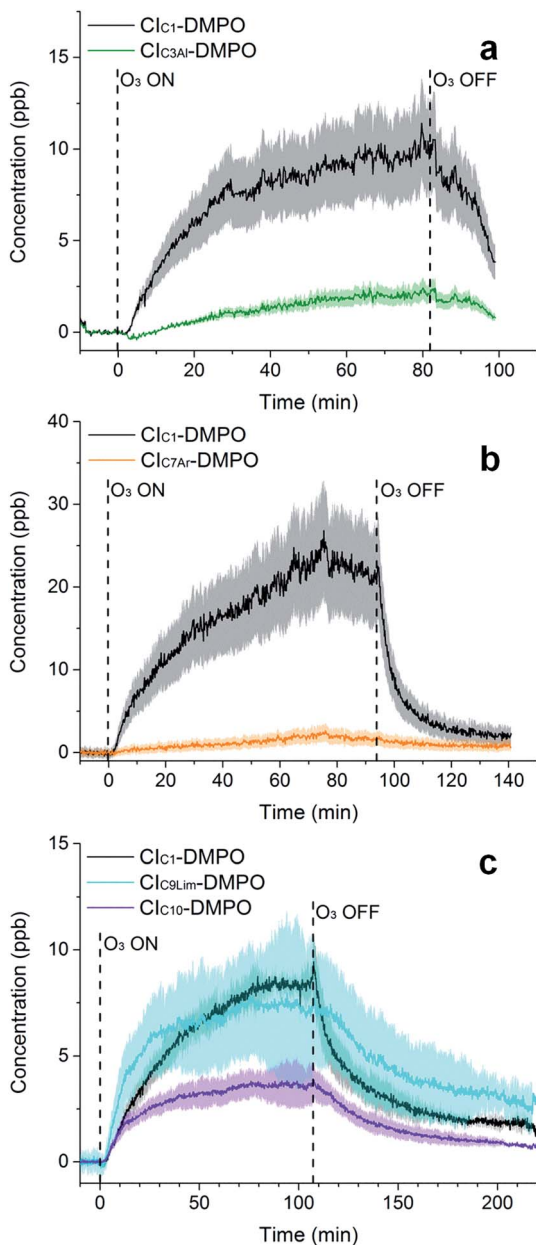 CIC1-DMPO
CIC3Al-DMPO
a
O3 ON
O3 OFF
15
10
5
0
Concentration (ppb)
0 20 40 60 80 100
Time (min)
CIC1-DMPO
CIC7Ar-DMPO
b
O3 ON
O3 OFF
40
30
20
10
0
Concentration (ppb)
0 20 40 60 80 100 120 140
Time (min)
CIC1-DMPO
CIC9Lim-DMPO
CIC10-DMPO
c
O3 ON
O3 OFF
15
10
5
0
Concentration (ppb)
0 50 100 150 200
Time (min)